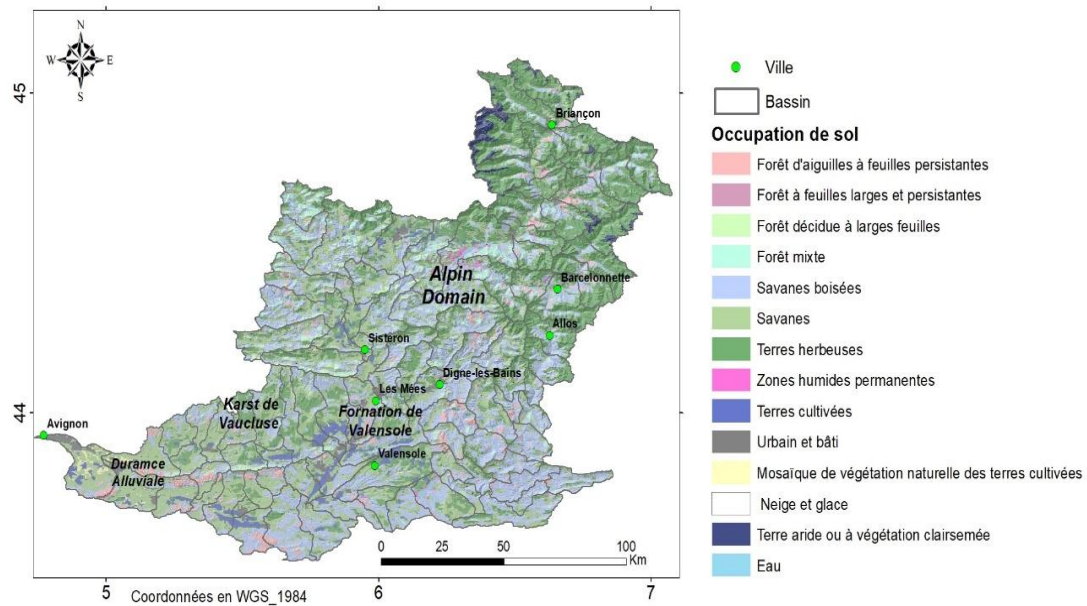 N
W E
S
45
44
5
6
7
Briançon
Barcelonnette
Allos
Alpin
Domain
Sisteron
Digne-les-Bains
Les Mées
Karst de
Vaucluse
Fornation de
Valensole
Valensole
Avignon
Duramce
Alluviale
0 25 50 100
Km
Coordonnées en WGS_1984
Ville
Bassin
Occupation de sol
Forêt d'aiguilles à feuilles persistantes
Forêt à feuilles larges et persistantes
Forêt décidue à larges feuilles
Forêt mixte
Savanes boisées
Savanes
Terres herbeuses
Zones humides permanentes
Terres cultivées
Urbain et bâti
Mosaïque de végétation naturelle des terres cultivées
Neige et glace
Terre aride ou à végétation clairsemée
Eau